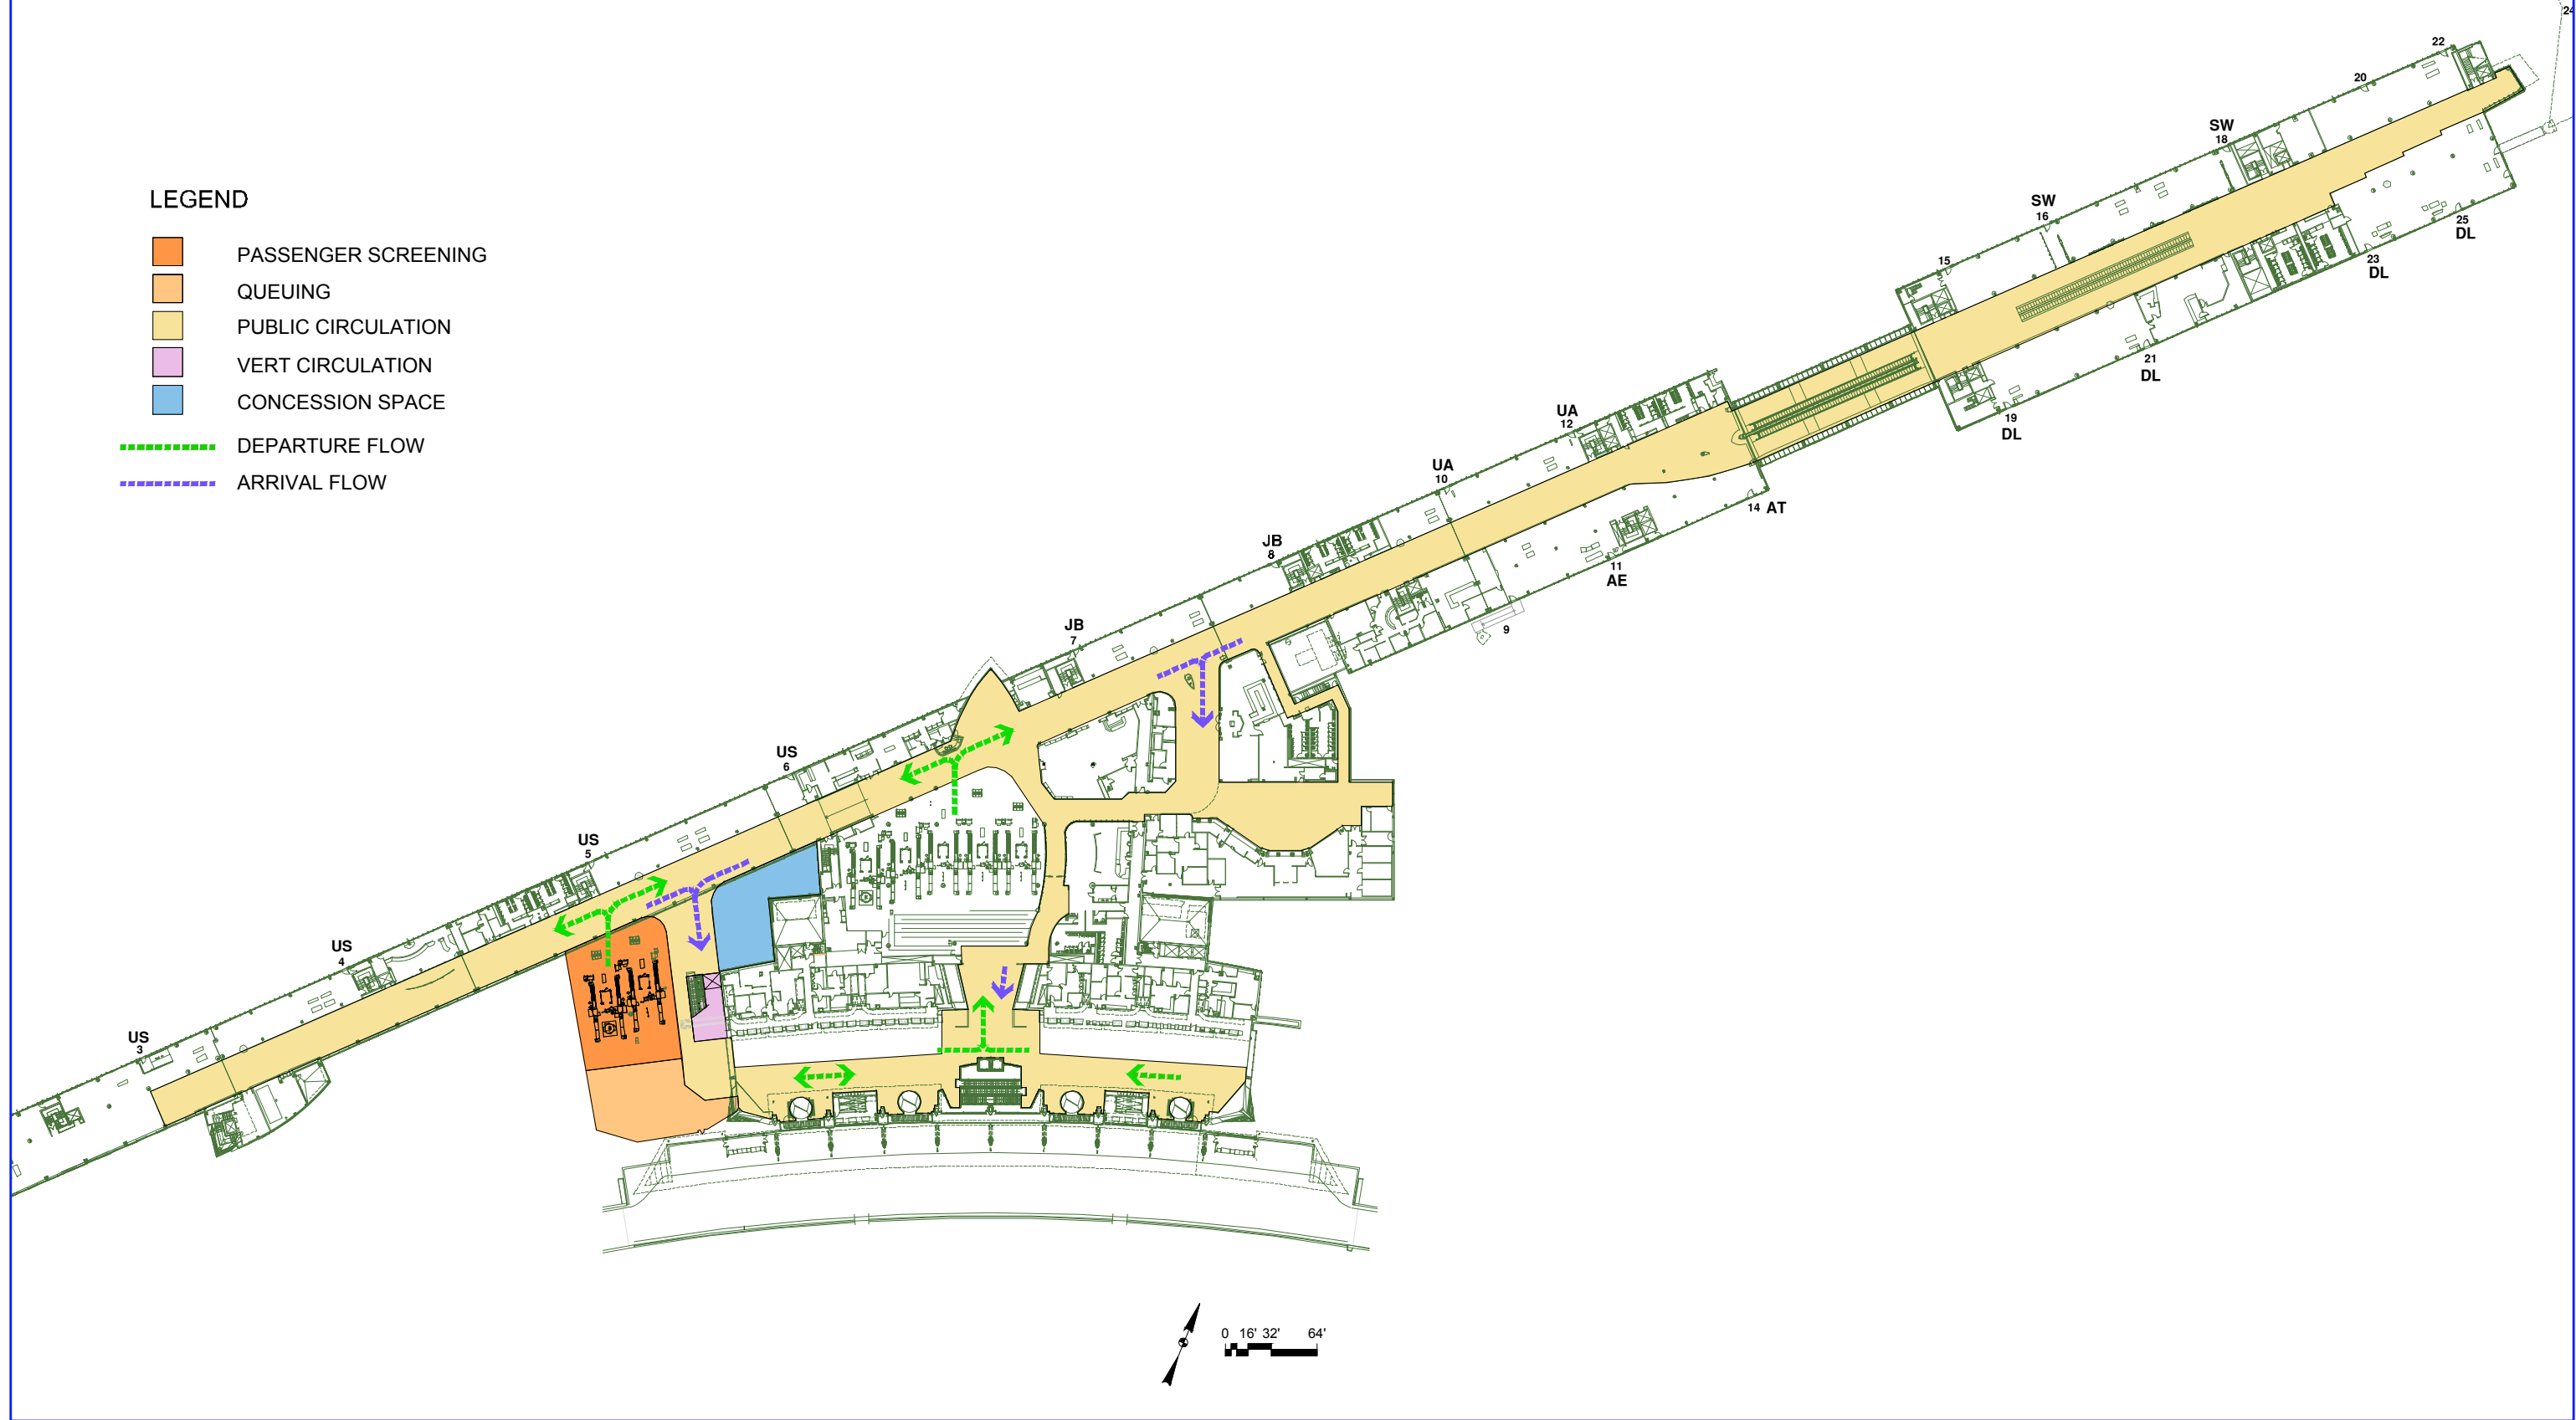 24
22
20
SW
18
SW
16
15
25
DL
23
DL
21
DL
19
DL
LEGEND
PASSENGER SCREENING
QUEUING
PUBLIC CIRCULATION
VERT CIRCULATION
CONCESSION SPACE
DEPARTURE FLOW
ARRIVAL FLOW
UA
12
UA
10
14 AT
JB
8
11
AE
9
JB
7
US
6
US
5
US
4
US
3
0 16' 32' 64'